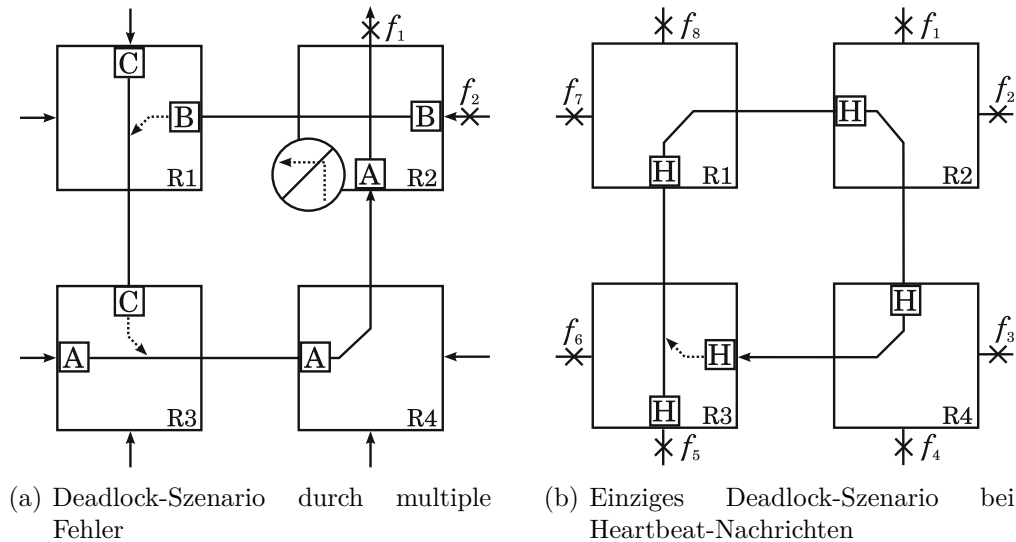 f₁
C
B
B
f₂
R1
A
R2
C
A
A
R3
R4
(a) Deadlock-Szenario durch multiple
Fehler
f₈
f₁
f₇
H
f₂
H
R1
R2
H
f₆
H
f₃
H
R3
R4
f₅
f₄
(b) Einziges Deadlock-Szenario bei
Heartbeat-Nachrichten